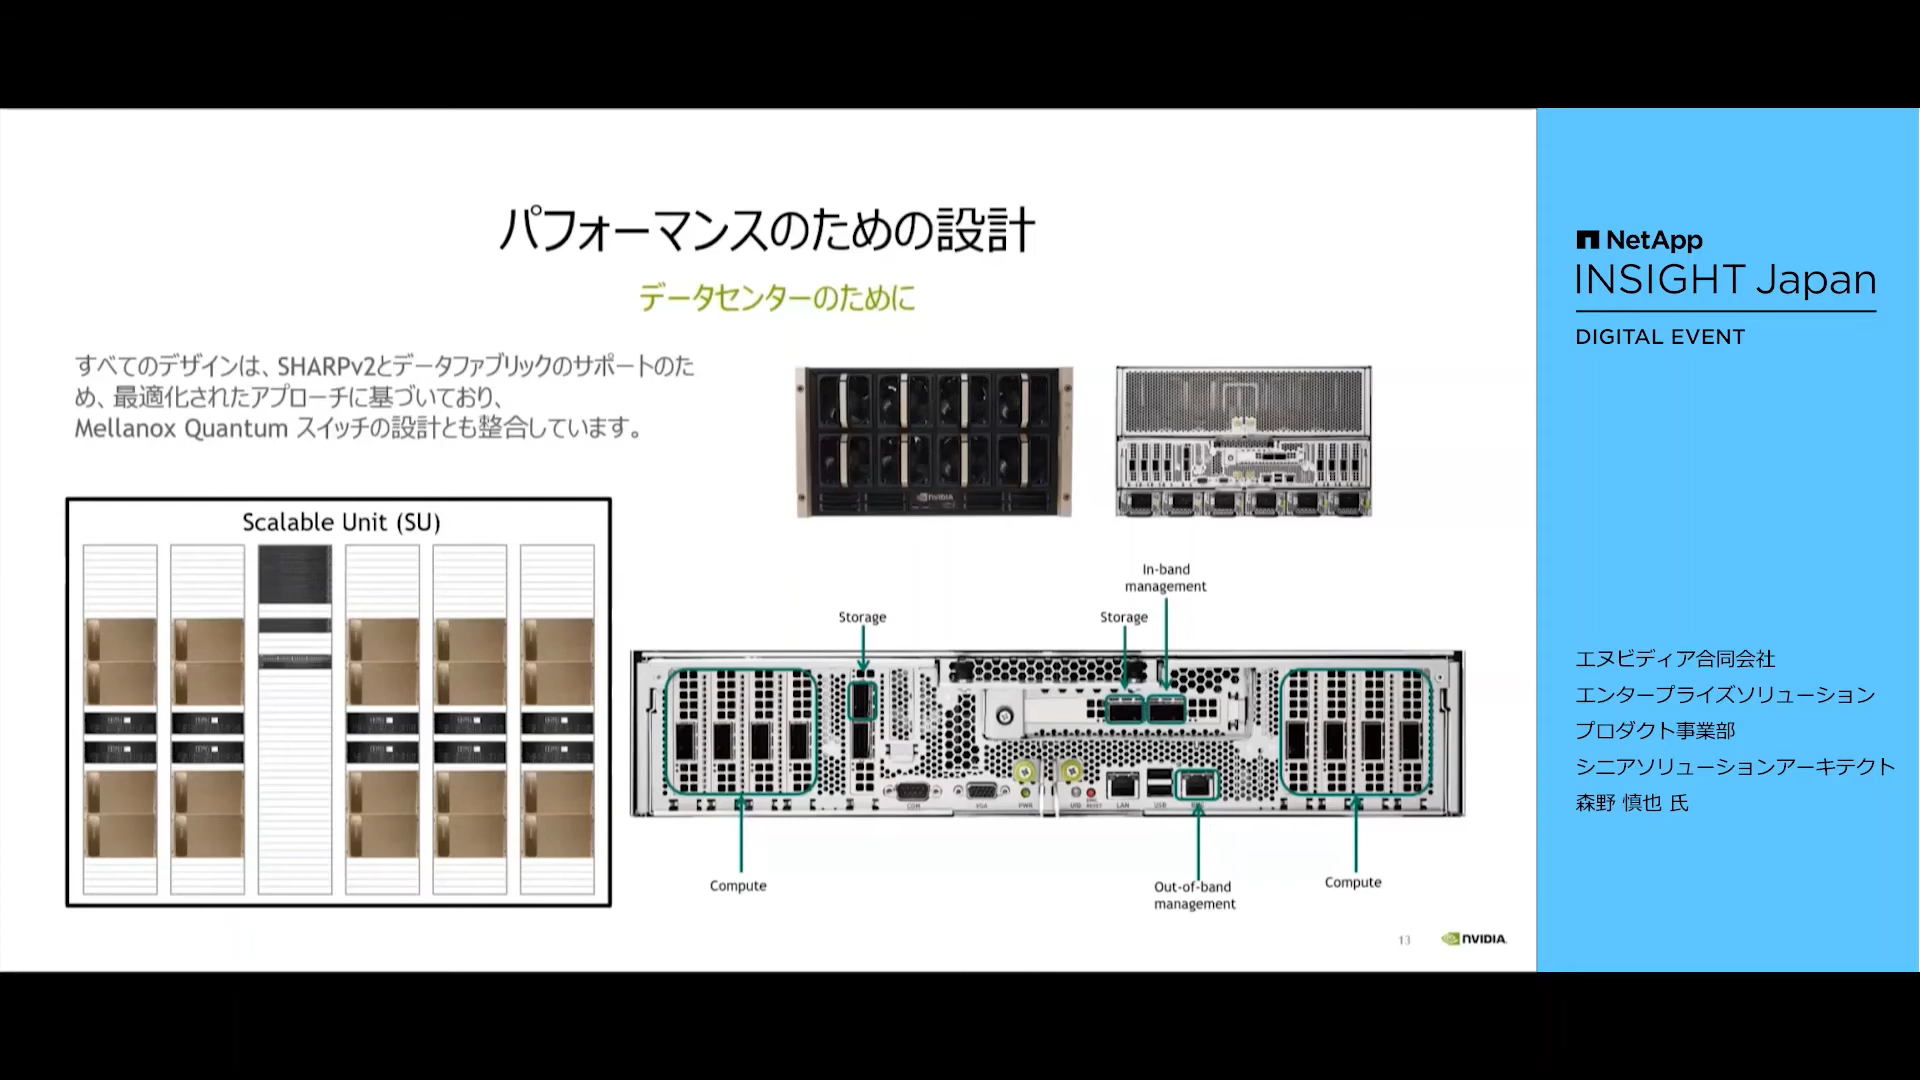 パフォーマンスのための設計
データセンターのために
すべてのデザインは、SHARPv2とデータファブリックのサポートのた
め、最適化されたアプローチに基づいており、
Mellanox Quantum スイッチの設計とも整合しています。
Scalable Unit (SU)
NVIDIA
In-band
management
Storage
Storage
COM
VGA
PWR
UID
LAN
USB
Compute
Out-of-band
management
Compute
13
NVIDIA.
NetApp
INSIGHT Japan
DIGITAL EVENT
エヌビディア合同会社
エンタープライズソリューション
プロダクト事業部
シニアソリューションアーキテクト
森野 慎也 氏